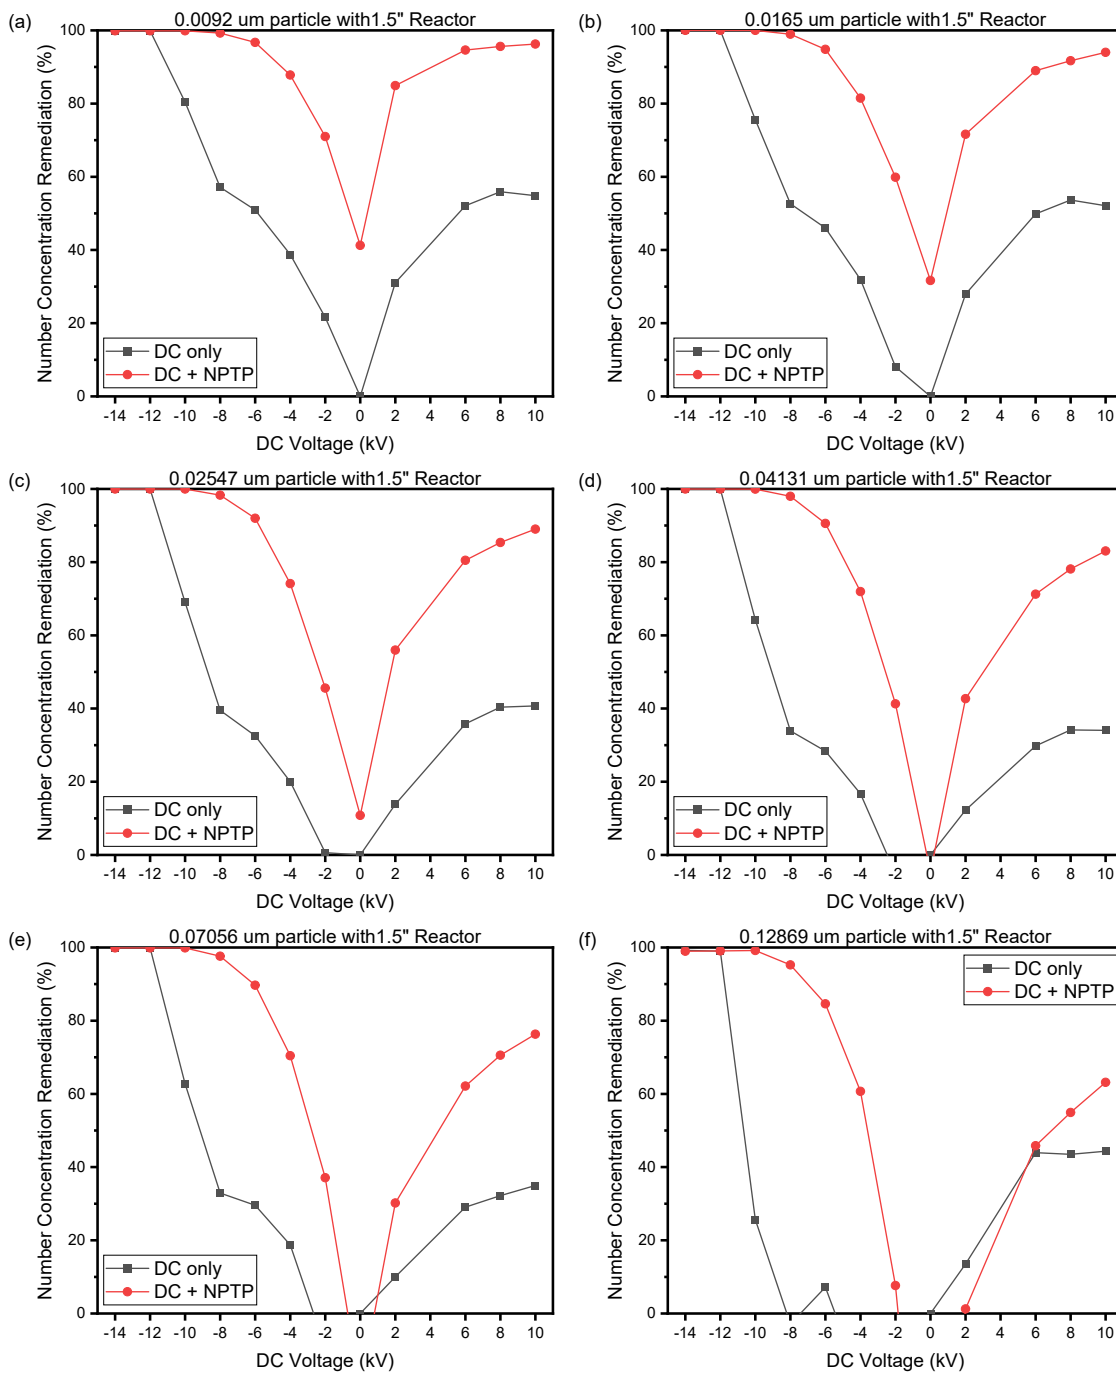 (a)
0.0092 um particle with1.5" Reactor
Number Concentration Remediation (%)
100
80
60
40
20
0
DC only
DC + NPTP
-14 -12 -10 -8 -6 -4 -2 0 2 4 6 8 10
DC Voltage (kV)
(b)
0.0165 um particle with1.5" Reactor
Number Concentration Remediation (%)
100
80
60
40
20
0
DC only
DC + NPTP
-14 -12 -10 -8 -6 -4 -2 0 2 4 6 8 10
DC Voltage (kV)
(c)
0.02547 um particle with1.5" Reactor
Number Concentration Remediation (%)
100
80
60
40
20
0
DC only
DC + NPTP
-14 -12 -10 -8 -6 -4 -2 0 2 4 6 8 10
DC Voltage (kV)
(d)
0.04131 um particle with1.5" Reactor
Number Concentration Remediation (%)
100
80
60
40
20
0
DC only
DC + NPTP
-14 -12 -10 -8 -6 -4 -2 0 2 4 6 8 10
DC Voltage (kV)
(e)
0.07056 um particle with1.5" Reactor
Number Concentration Remediation (%)
100
80
60
40
20
0
DC only
DC + NPTP
-14 -12 -10 -8 -6 -4 -2 0 2 4 6 8 10
DC Voltage (kV)
(f)
0.12869 um particle with1.5" Reactor
Number Concentration Remediation (%)
100
80
60
40
20
0
DC only
DC + NPTP
-14 -12 -10 -8 -6 -4 -2 0 2 4 6 8 10
DC Voltage (kV)